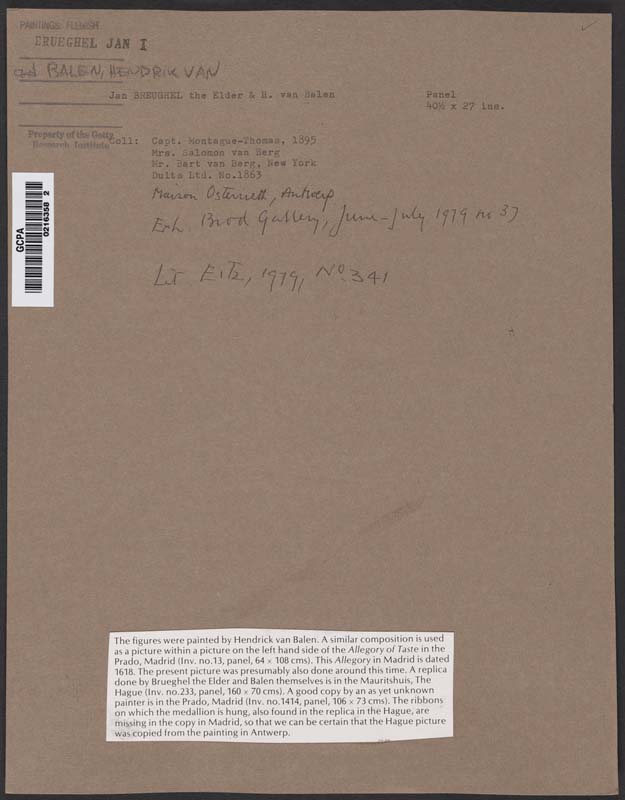 PAINTINGS: FLEMISH
BRUEGHEL JAN I
and BALEN, HENDRIK VAN
Jan BREUGHEL the Elder & H. van Balen
Panel
40½ x 27 ins.
Property of the Getty
Research Institute
Coll: Capt. Montague-Thomas, 1895
Mrs. Salomon van Berg
Mr. Bart van Berg, New York
Dults Ltd. No.1863
Maison Osterrieth, Antwerp
Exh. Brod Gallery, June-July 1979 no 37
Lit Ertz, 1979, No. 341
GCPA
0216358 2
The figures were painted by Hendrick van Balen. A similar composition is used
as a picture within a picture on the left hand side of the Allegory of Taste in the
Prado, Madrid (Inv. no.13, panel, 64 × 108 cms). This Allegory in Madrid is dated
1618. The present picture was presumably also done around this time. A replica
done by Brueghel the Elder and Balen themselves is in the Mauritshuis, The
Hague (Inv. no.233, panel, 160 × 70 cms). A good copy by an as yet unknown
painter is in the Prado, Madrid (Inv. no.1414, panel, 106 × 73 cms). The ribbons
on which the medallion is hung, also found in the replica in the Hague, are
missing in the copy in Madrid, so that we can be certain that the Hague picture
was copied from the painting in Antwerp.